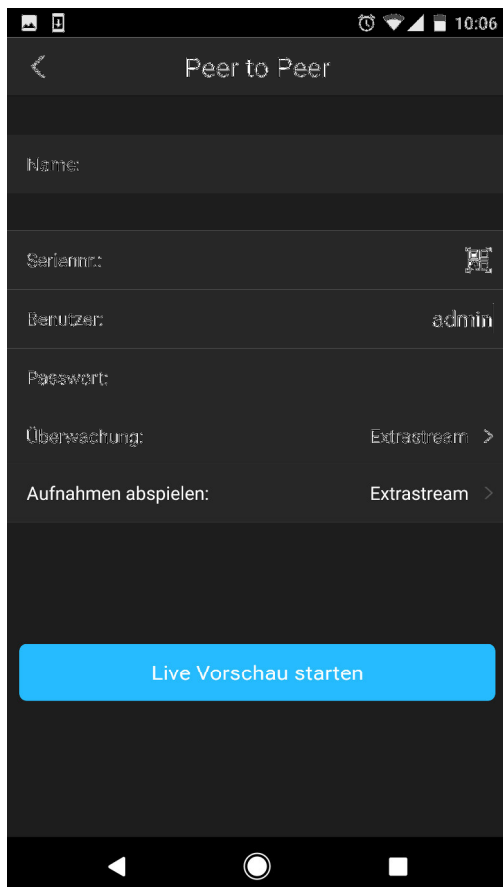 10:06
Peer to Peer
Name:
Seriennr.:
Benutzer: admin
Passwort:
Überwachung: Extrastream >
Aufnahmen abspielen: Extrastream >
Live Vorschau starten